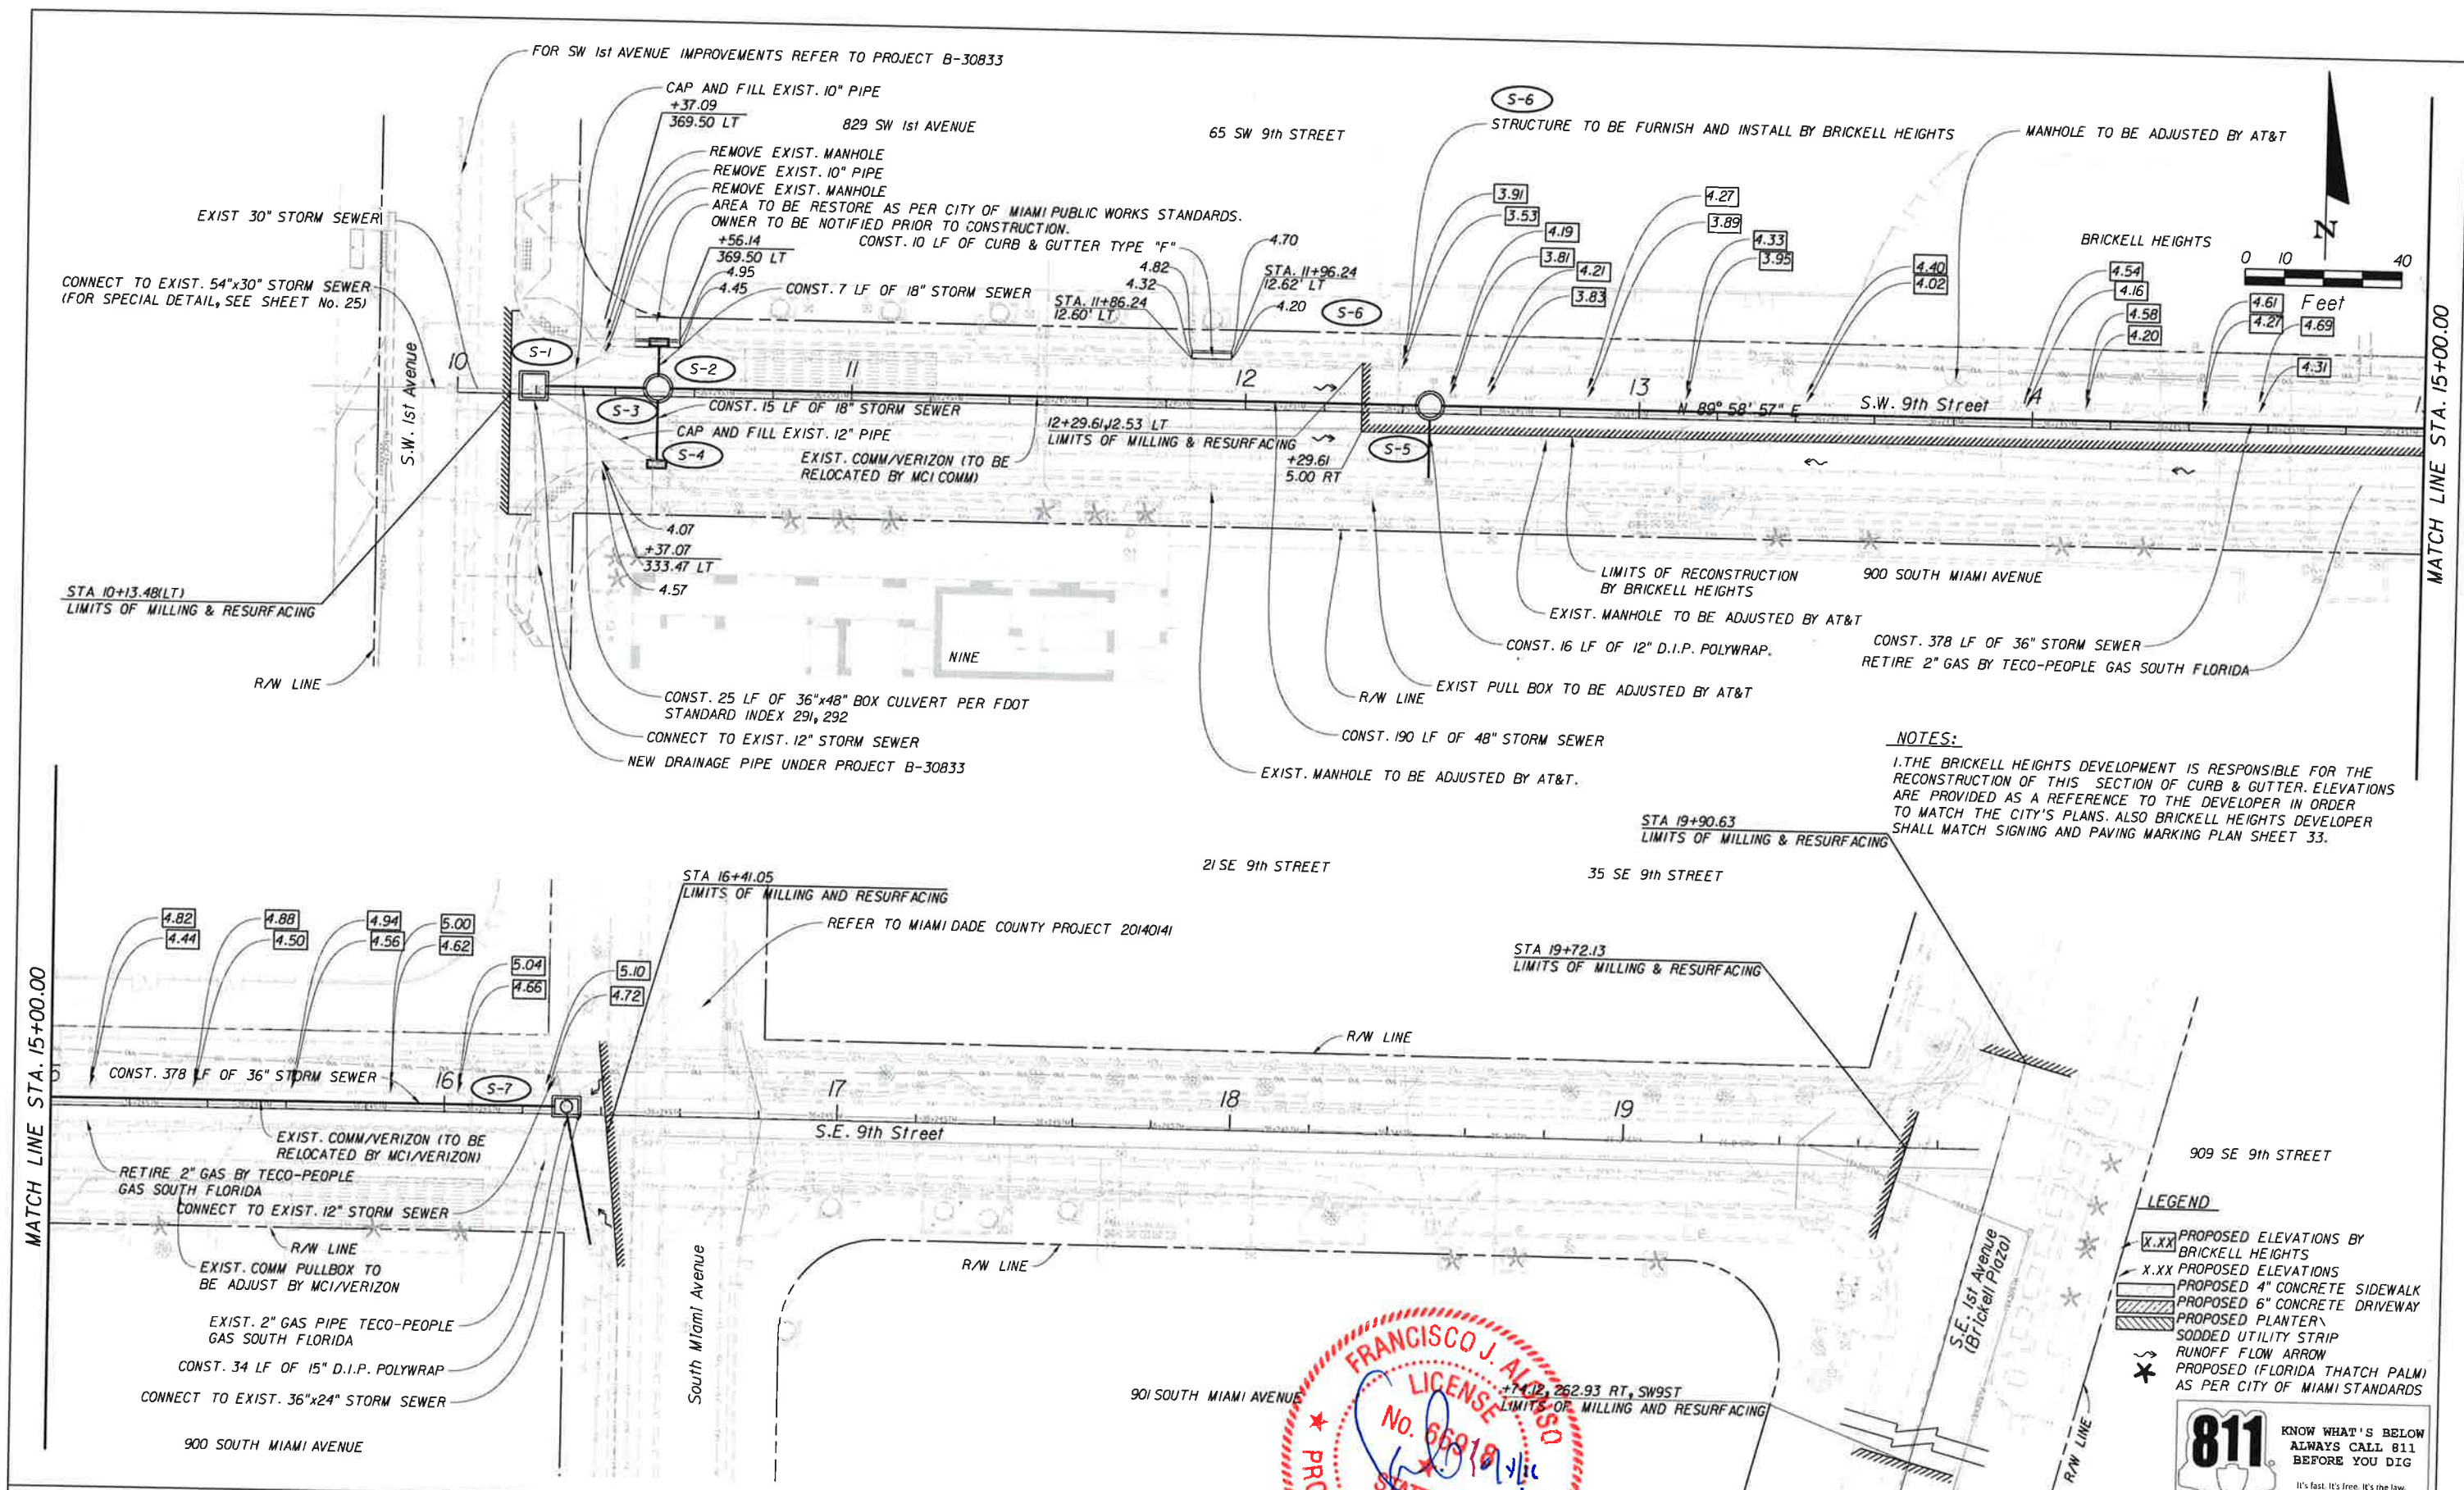 FOR SW 1st AVENUE IMPROVEMENTS REFER TO PROJECT B-30833
CAP AND FILL EXIST. 10" PIPE
+37.09
369.50 LT
829 SW 1st AVENUE
65 SW 9th STREET
S-6
STRUCTURE TO BE FURNISH AND INSTALL BY BRICKELL HEIGHTS
MANHOLE TO BE ADJUSTED BY AT&T
REMOVE EXIST. MANHOLE
REMOVE EXIST. 10" PIPE
REMOVE EXIST. MANHOLE
AREA TO BE RESTORE AS PER CITY OF MIAMI PUBLIC WORKS STANDARDS.
OWNER TO BE NOTIFIED PRIOR TO CONSTRUCTION.
EXIST 30" STORM SEWER
+56.14
369.50 LT
4.95
4.45
CONST. 10 LF OF CURB & GUTTER TYPE "F"
4.70
4.82
4.32
STA. 11+96.24
12.62' LT
4.20
STA. 11+86.24
12.60' LT
CONST. 7 LF OF 18" STORM SEWER
CONNECT TO EXIST. 54"x30" STORM SEWER
(FOR SPECIAL DETAIL, SEE SHEET No. 25)
3.91
3.53
4.19
3.81
4.21
3.83
4.27
3.89
4.33
3.95
4.40
4.02
BRICKELL HEIGHTS
4.54
4.16
4.58
4.20
4.61
4.27
4.69
4.31
N
0 10 40
Feet
S-6
S-1
S-2
S-3
S-4
S-5
10
11
12
13
14
S.W. 1st Avenue
CONST. 15 LF OF 18" STORM SEWER
CAP AND FILL EXIST. 12" PIPE
EXIST. COMM/VERIZON (TO BE
RELOCATED BY MCI COMM)
12+29.61,12.53 LT
LIMITS OF MILLING & RESURFACING
+29.61
5.00 RT
N 89° 58' 57" E
S.W. 9th Street
MATCH LINE STA. 15+00.00
4.07
+37.07
333.47 LT
4.57
STA 10+13.48(LT)
LIMITS OF MILLING & RESURFACING
R/W LINE
NINE
LIMITS OF RECONSTRUCTION
BY BRICKELL HEIGHTS
900 SOUTH MIAMI AVENUE
EXIST. MANHOLE TO BE ADJUSTED BY AT&T
CONST. 16 LF OF 12" D.I.P. POLYWRAP.
CONST. 378 LF OF 36" STORM SEWER
RETIRE 2" GAS BY TECO-PEOPLE GAS SOUTH FLORIDA
EXIST PULL BOX TO BE ADJUSTED BY AT&T
R/W LINE
CONST. 190 LF OF 48" STORM SEWER
EXIST. MANHOLE TO BE ADJUSTED BY AT&T.
CONST. 25 LF OF 36"x48" BOX CULVERT PER FDOT
STANDARD INDEX 291, 292
CONNECT TO EXIST. 12" STORM SEWER
NEW DRAINAGE PIPE UNDER PROJECT B-30833
NOTES:
1.THE BRICKELL HEIGHTS DEVELOPMENT IS RESPONSIBLE FOR THE
RECONSTRUCTION OF THIS SECTION OF CURB & GUTTER. ELEVATIONS
ARE PROVIDED AS A REFERENCE TO THE DEVELOPER IN ORDER
TO MATCH THE CITY'S PLANS. ALSO BRICKELL HEIGHTS DEVELOPER
SHALL MATCH SIGNING AND PAVING MARKING PLAN SHEET 33.
MATCH LINE STA. 15+00.00
4.82
4.44
4.88
4.50
4.94
4.56
5.00
4.62
5.04
4.66
5.10
4.72
STA 16+41.05
LIMITS OF MILLING AND RESURFACING
REFER TO MIAMI DADE COUNTY PROJECT 20140141
21 SE 9th STREET
35 SE 9th STREET
STA 19+90.63
LIMITS OF MILLING & RESURFACING
STA 19+72.13
LIMITS OF MILLING & RESURFACING
R/W LINE
CONST. 378 LF OF 36" STORM SEWER
16
S-7
17
18
19
S.E. 9th Street
EXIST. COMM/VERIZON (TO BE
RELOCATED BY MCI/VERIZON)
RETIRE 2" GAS BY TECO-PEOPLE
GAS SOUTH FLORIDA
CONNECT TO EXIST. 12" STORM SEWER
R/W LINE
EXIST. COMM PULLBOX TO
BE ADJUST BY MCI/VERIZON
EXIST. 2" GAS PIPE TECO-PEOPLE
GAS SOUTH FLORIDA
CONST. 34 LF OF 15" D.I.P. POLYWRAP
CONNECT TO EXIST. 36"x24" STORM SEWER
900 SOUTH MIAMI AVENUE
South Miami Avenue
R/W LINE
901 SOUTH MIAMI AVENUE
+74.12, 262.93 RT, SW9ST
LIMITS OF MILLING AND RESURFACING
FRANCISCO J. ALONSO
LICENSE
No. 66918
S.E. 1st Avenue
(Brickell Plaza)
R/W LINE
909 SE 9th STREET
LEGEND
X.XX PROPOSED ELEVATIONS BY
BRICKELL HEIGHTS
X.XX PROPOSED ELEVATIONS
PROPOSED 4" CONCRETE SIDEWALK
PROPOSED 6" CONCRETE DRIVEWAY
PROPOSED PLANTER\
SODDED UTILITY STRIP
RUNOFF FLOW ARROW
PROPOSED (FLORIDA THATCH PALM)
AS PER CITY OF MIAMI STANDARDS
811
KNOW WHAT'S BELOW
ALWAYS CALL 811
BEFORE YOU DIG
It's fast. It's free. It's the law.